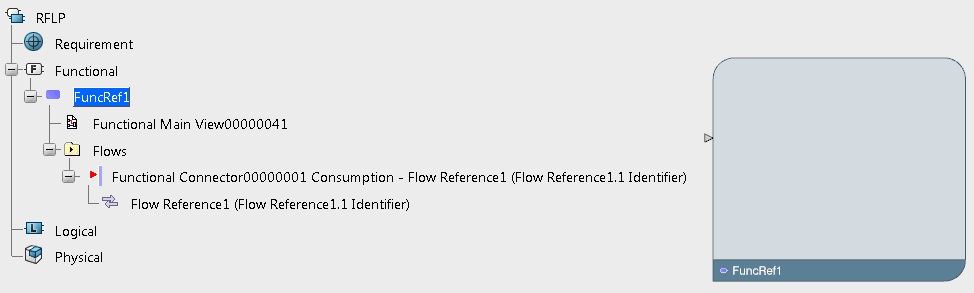 RFLP
Requirement
F Functional
FuncRef1
Functional Main View00000041
Flows
Functional Connector00000001 Consumption - Flow Reference1 (Flow Reference1.1 Identifier)
Flow Reference1 (Flow Reference1.1 Identifier)
L Logical
Physical
FuncRef1